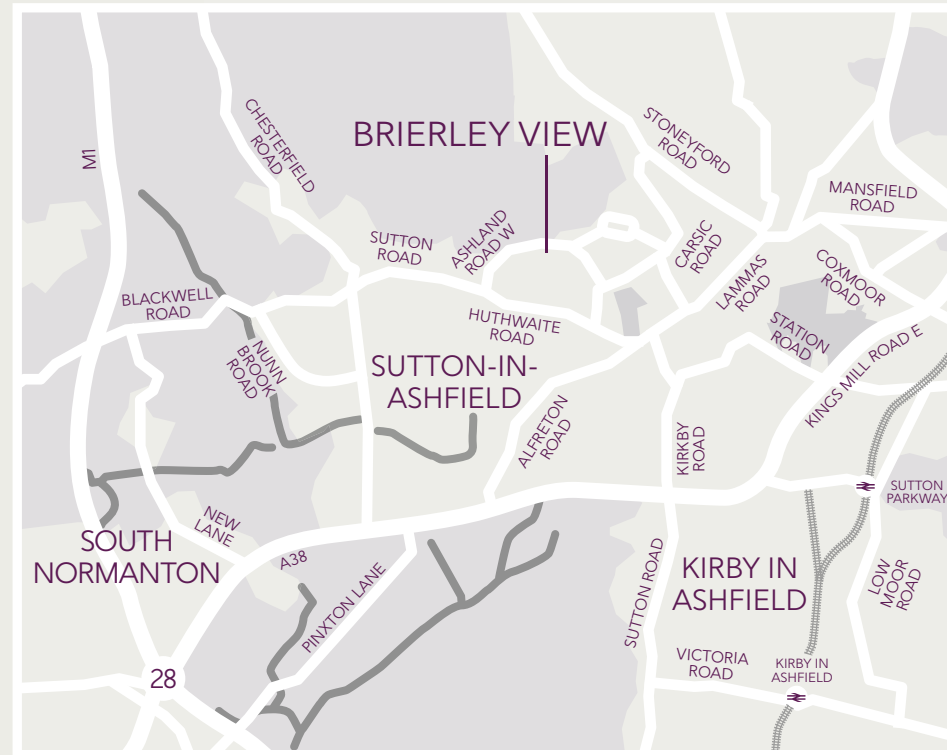 M1
CHESTERFIELD
ROAD
BRIERLEY VIEW
STONEYFORD
ROAD
MANSFIELD
ROAD
SUTTON
ROAD
ASHLAND
ROAD W
CARSIC
ROAD
LAMMAS
ROAD
COXMOOR
ROAD
BLACKWELL
ROAD
HUTHWAITE
ROAD
STATION
ROAD
KINGS MILL ROAD E
NUNN
BROOK
ROAD
SUTTON-IN-
ASHFIELD
ALFRETON
ROAD
KIRKBY
ROAD
SUTTON
PARKWAY
NEW
LANE
SOUTH
NORMANTON
A38
PINXTON LANE
SUTTON ROAD
KIRBY IN
ASHFIELD
LOW
MOOR
ROAD
VICTORIA
ROAD
KIRBY IN
ASHFIELD
28